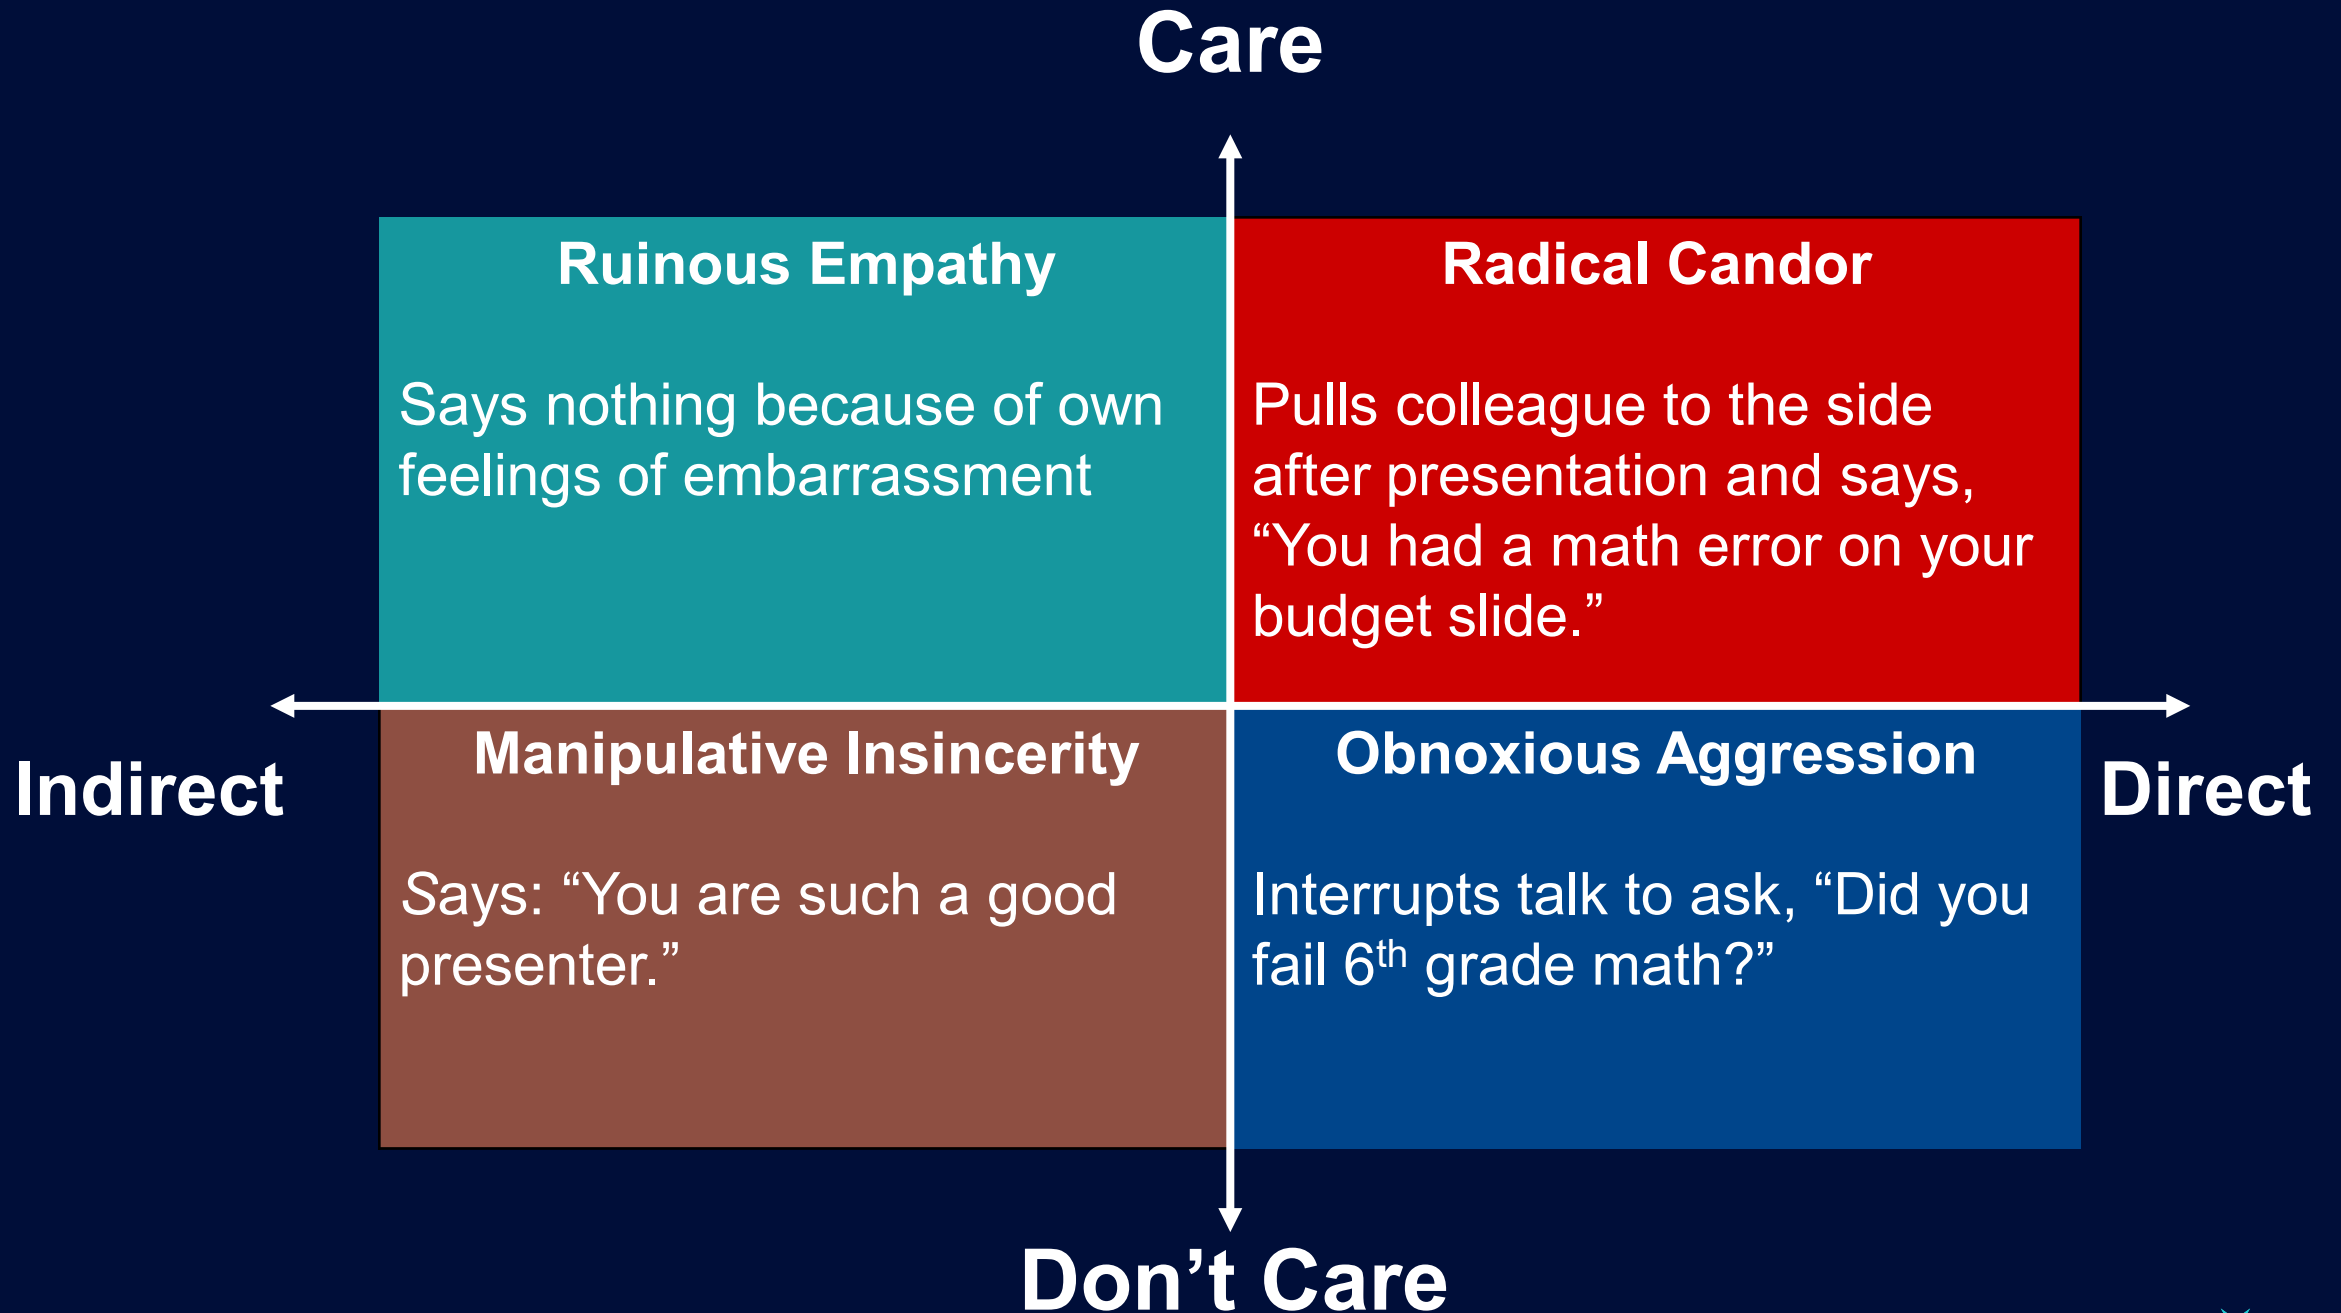 Care
Ruinous Empathy
Says nothing because of own
feelings of embarrassment
Radical Candor
Pulls colleague to the side
after presentation and says,
“You had a math error on your
budget slide.”
Indirect
Direct
Manipulative Insincerity
Says: “You are such a good
presenter.”
Obnoxious Aggression
Interrupts talk to ask, “Did you
fail 6th grade math?”
Don’t Care